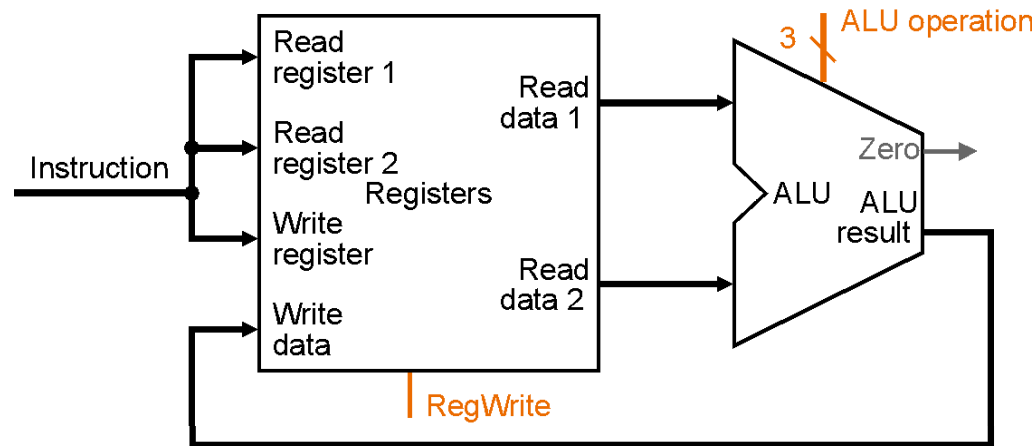 ALU operation
3
Read
register 1
Read
data 1
Read
register 2
Zero
Instruction
Registers
ALU
ALU
result
Write
register
Read
data 2
Write
data
RegWrite